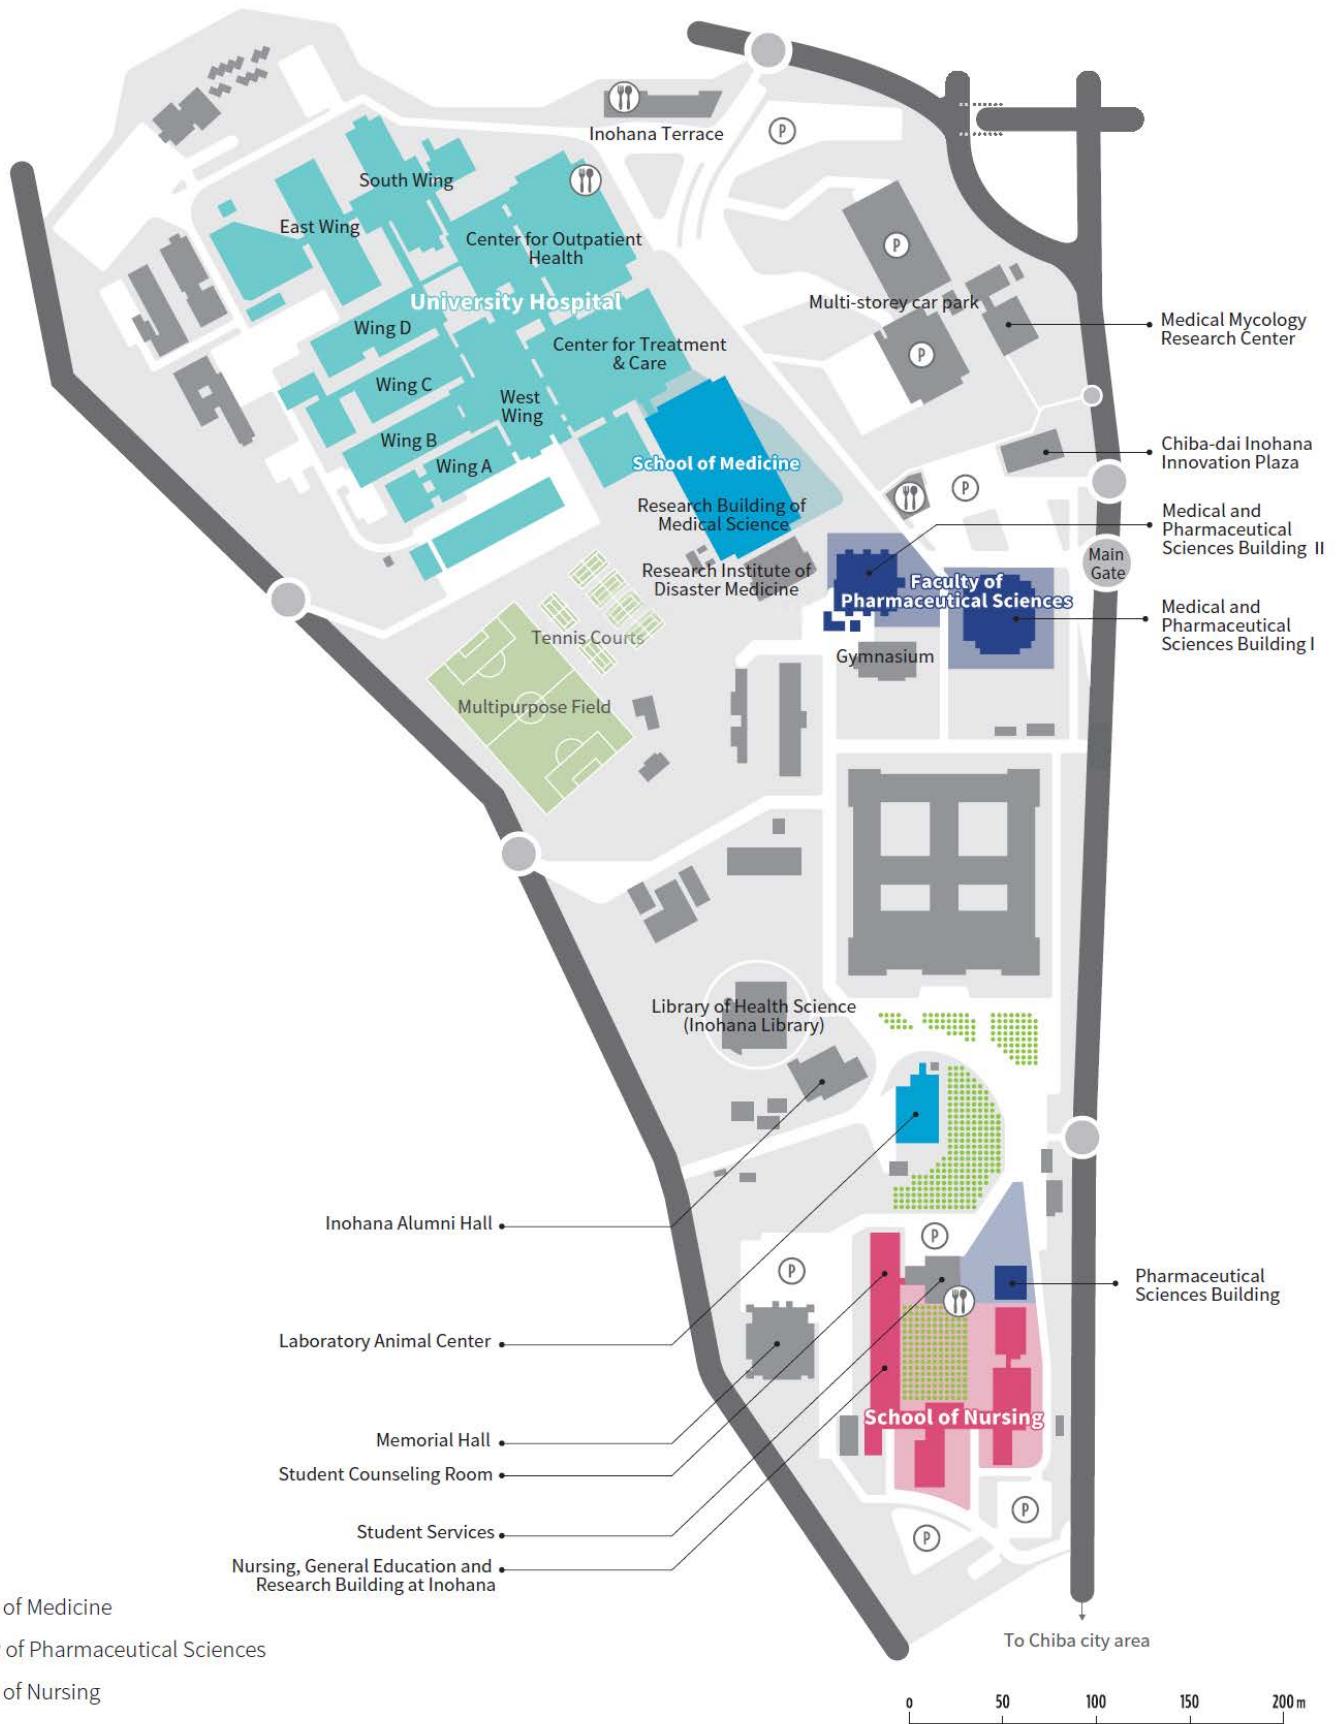 Inohana Terrace
P
South Wing
East Wing
Center for Outpatient
Health
P
University Hospital
Multi-storey car park
Medical Mycology
Research Center
Wing D
Center for Treatment
& Care
P
Wing C
West
Wing
Wing B
Wing A
Chiba-dai Inohana
Innovation Plaza
School of Medicine
P
Research Building of
Medical Science
Medical and
Pharmaceutical
Sciences Building II
Main
Gate
Research Institute of
Disaster Medicine
Faculty of
Pharmaceutical Sciences
Medical and
Pharmaceutical
Sciences Building I
Tennis Courts
Gymnasium
Multipurpose Field
Library of Health Science
(Inohana Library)
Inohana Alumni Hall
P
P
Pharmaceutical
Sciences Building
Laboratory Animal Center
School of Nursing
Memorial Hall
Student Counseling Room
P
Student Services
P
Nursing, General Education and
Research Building at Inohana
of Medicine
of Pharmaceutical Sciences
of Nursing
To Chiba city area
0 50 100 150 200 m